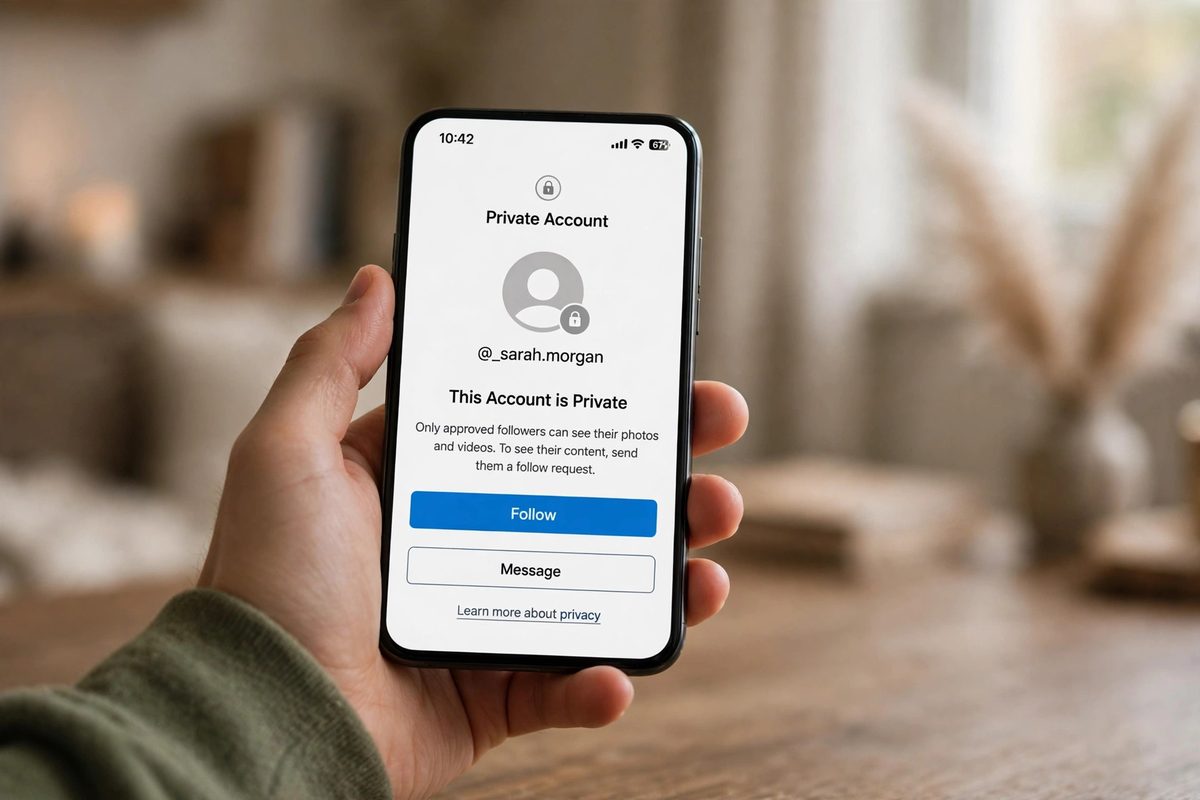 10:42
67
Private Account
@_sarah.morgan
This Account is Private
Only approved followers can see their photos
and videos. To see their content, send
them a follow request.
Follow
Message
Learn more about privacy